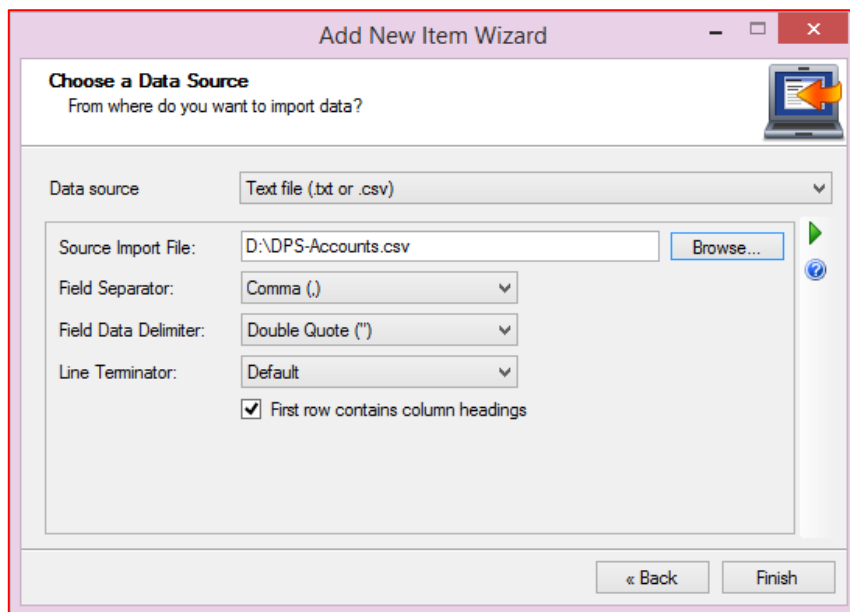 Add New Item Wizard
Choose a Data Source
From where do you want to import data?
Data source Text file (.txt or .csv)
Source Import File: D:\DPS-Accounts.csv Browse...
Field Separator: Comma (,)
Field Data Delimiter: Double Quote (")
Line Terminator: Default
First row contains column headings
« Back Finish